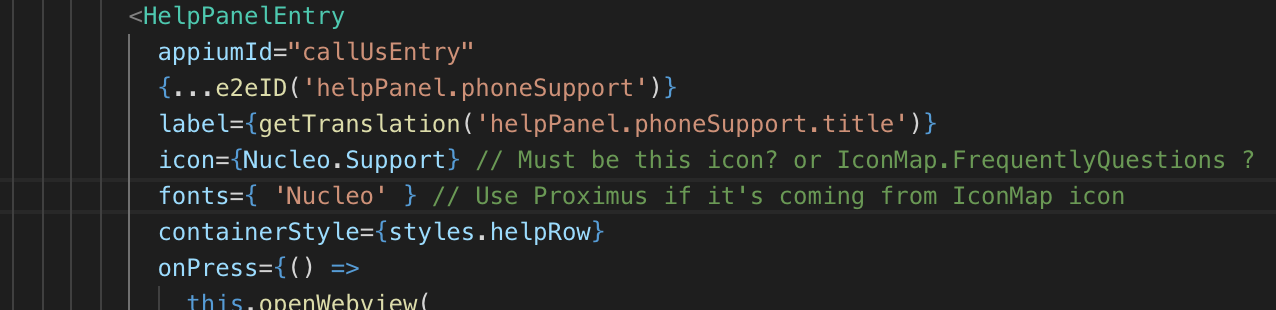 <HelpPanelEntry
appiumId="callUsEntry"
{...e2eID('helpPanel.phoneSupport')}
label={getTranslation('helpPanel.phoneSupport.title')}
icon={Nucleo.Support} // Must be this icon? or IconMap.FrequentlyQuestions ?
fonts={ 'Nucleo' } // Use Proximus if it's coming from IconMap icon
containerStyle={styles.helpRow}
onPress={() =>
this.openWebview(